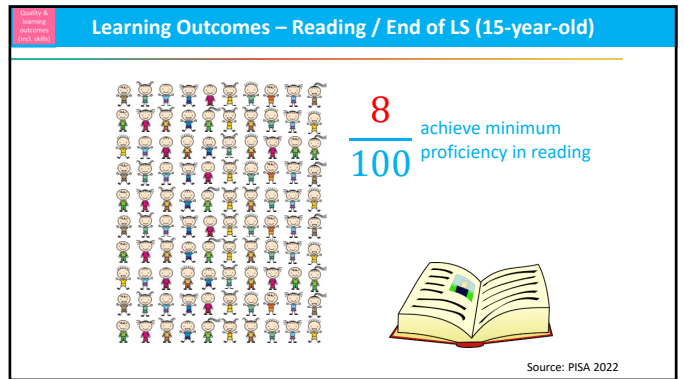 Quality &
learning
outcomes
(incl. skills)
Learning Outcomes – Reading / End of LS (15-year-old)
8
100
achieve minimum
proficiency in reading
Source: PISA 2022